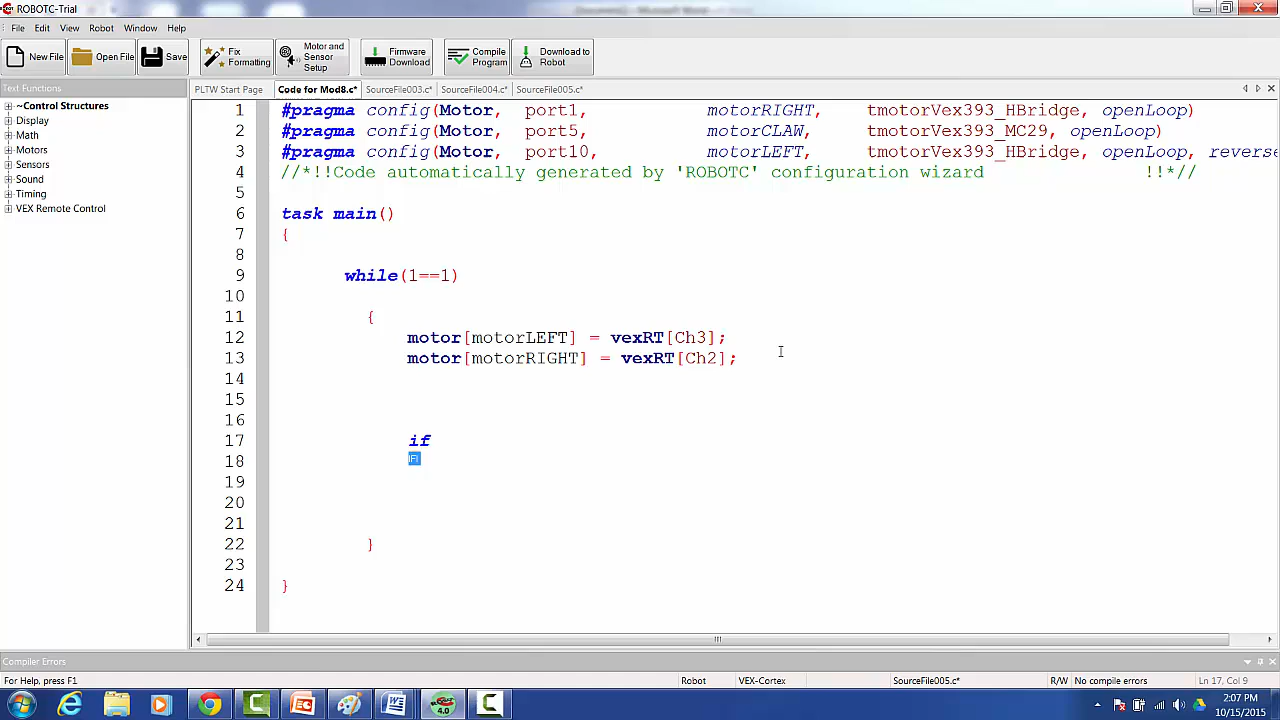 ROBOTC-Trial
File Edit View Robot Window Help
New File Open File Save Fix Formatting Motor and Sensor Setup Firmware Download Compile Program Download to Robot
Text Functions
PLTW Start Page Code for Mod8.c* SourceFile003.c* SourceFile004.c* SourceFile005.c*
~Control Structures
Display
Math
Motors
Sensors
Sound
Timing
VEX Remote Control
1 #pragma config(Motor, port1, motorRIGHT, tmotorVex393_HBridge, openLoop)
2 #pragma config(Motor, port5, motorCLAW, tmotorVex393_MC29, openLoop)
3 #pragma config(Motor, port10, motorLEFT, tmotorVex393_HBridge, openLoop, reverse
4 //*!!Code automatically generated by 'ROBOTC' configuration wizard !!*//
5
6 task main()
7 {
8
9 while(1==1)
10
11 {
12 motor[motorLEFT] = vexRT[Ch3];
13 motor[motorRIGHT] = vexRT[Ch2];
14
15
16
17 if
18
19
20
21
22 }
23
24 }
Compiler Errors
For Help, press F1 Robot VEX-Cortex SourceFile005.c* R/W No compile errors Ln 17, Col 9
4.0
2:07 PM
10/15/2015